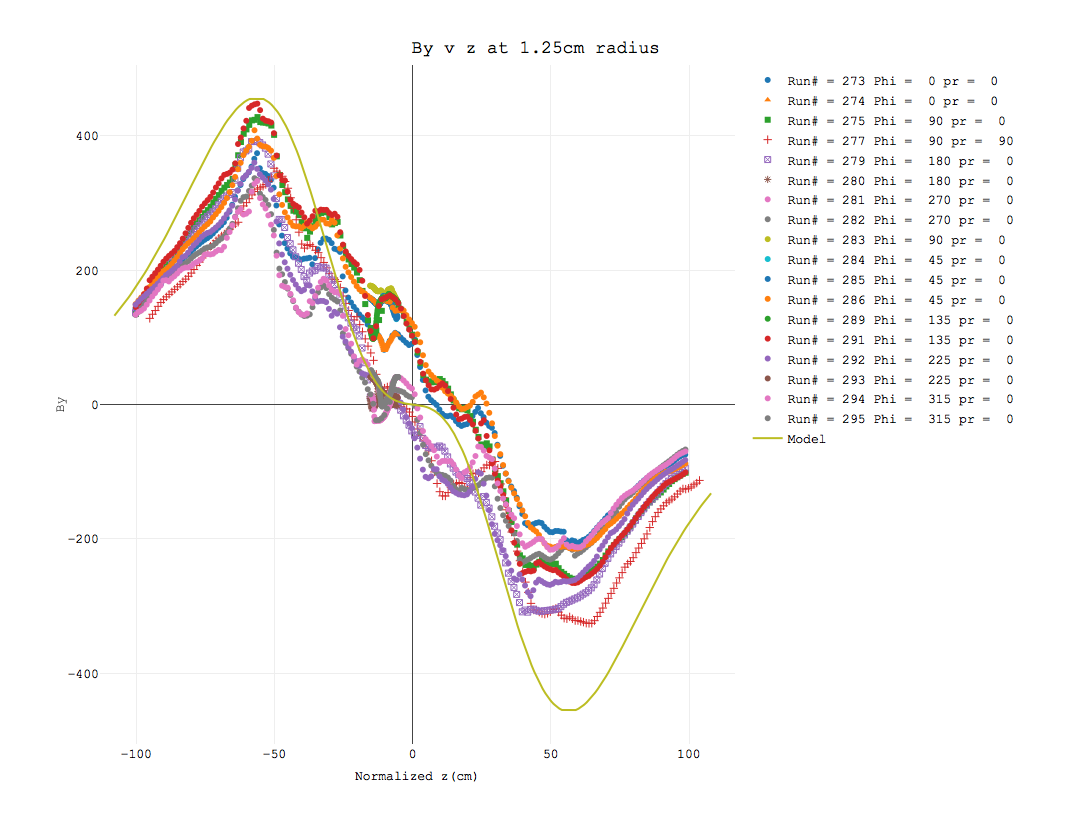 By v z at 1.25cm radius
Run# = 273 Phi =  0 pr =  0
Run# = 274 Phi =  0 pr =  0
Run# = 275 Phi =  90 pr =  0
Run# = 277 Phi =  90 pr =  90
Run# = 279 Phi =  180 pr =  0
Run# = 280 Phi =  180 pr =  0
Run# = 281 Phi =  270 pr =  0
Run# = 282 Phi =  270 pr =  0
Run# = 283 Phi =  90 pr =  0
Run# = 284 Phi =  45 pr =  0
Run# = 285 Phi =  45 pr =  0
Run# = 286 Phi =  45 pr =  0
Run# = 289 Phi =  135 pr =  0
Run# = 291 Phi =  135 pr =  0
Run# = 292 Phi =  225 pr =  0
Run# = 293 Phi =  225 pr =  0
Run# = 294 Phi =  315 pr =  0
Run# = 295 Phi =  315 pr =  0
Model
400
200
0
−200
−400
By
−100 −50 0 50 100
Normalized z(cm)